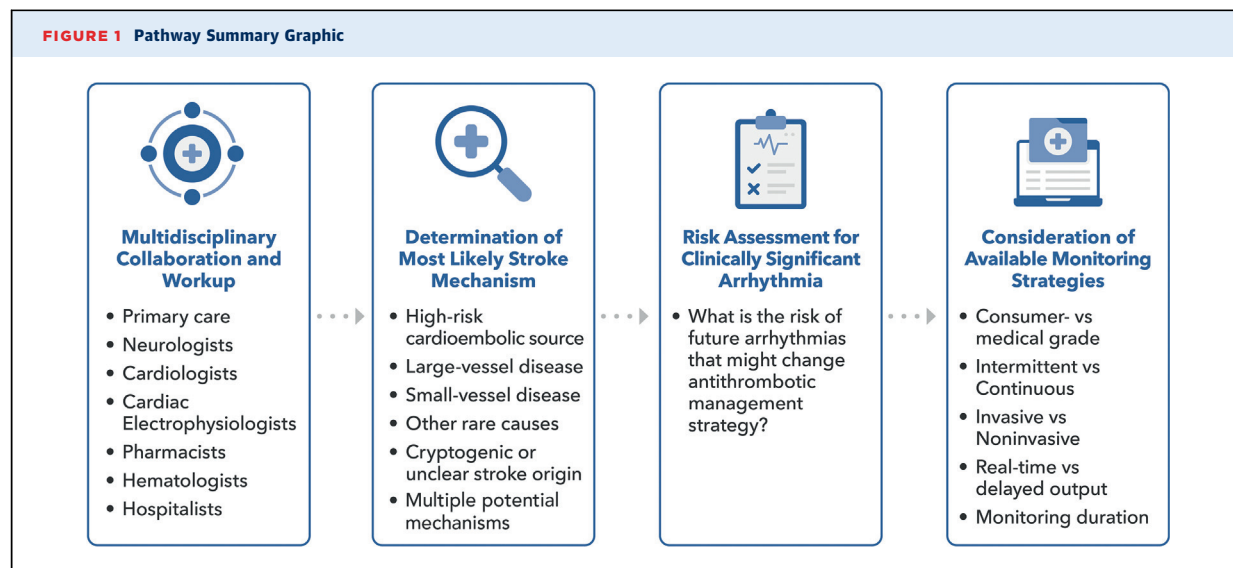 FIGURE 1 Pathway Summary Graphic
Multidisciplinary
Collaboration and
Workup
• Primary care
• Neurologists
• Cardiologists
• Cardiac
Electrophysiologists
• Pharmacists
• Hematologists
• Hospitalists
Determination of
Most Likely Stroke
Mechanism
• High-risk
cardioembolic source
• Large-vessel disease
• Small-vessel disease
• Other rare causes
• Cryptogenic or
unclear stroke origin
• Multiple potential
mechanisms
Risk Assessment for
Clinically Significant
Arrhythmia
• What is the risk of
future arrhythmias
that might change
antithrombotic
management
strategy?
Consideration of
Available Monitoring
Strategies
• Consumer- vs
medical grade
• Intermittent vs
Continuous
• Invasive vs
Noninvasive
• Real-time vs
delayed output
• Monitoring duration